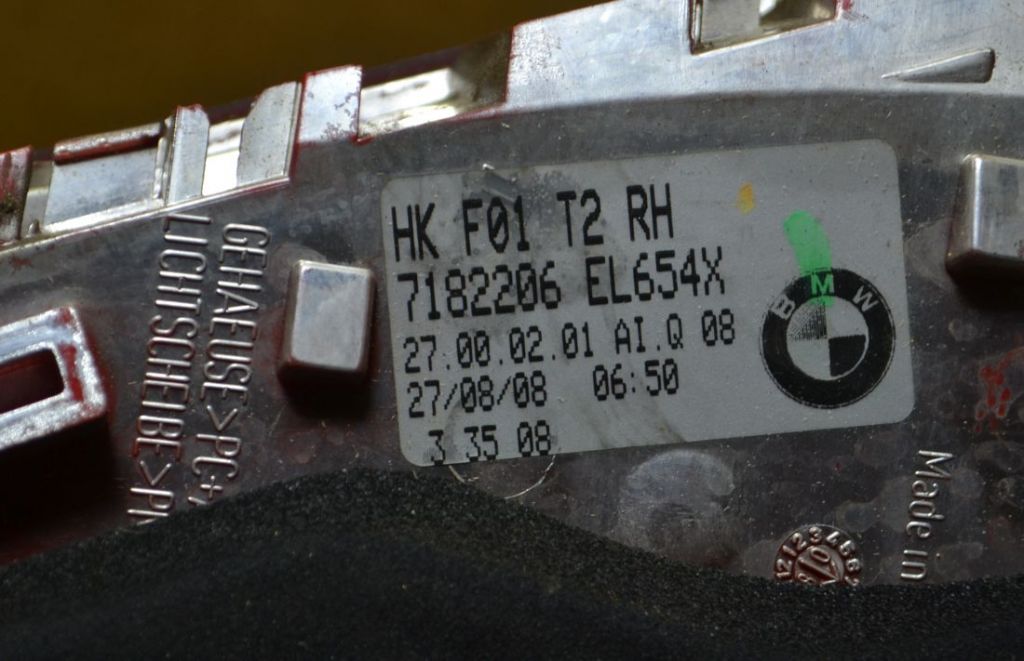 HK F01 T2 RH
7182206 EL654X
27.00.02.01 AI.Q 08
27/08/08 06:50
3 35 08
BMW
GEHAEUSE >PC+
LICHTSCHEIBE >P
Made in